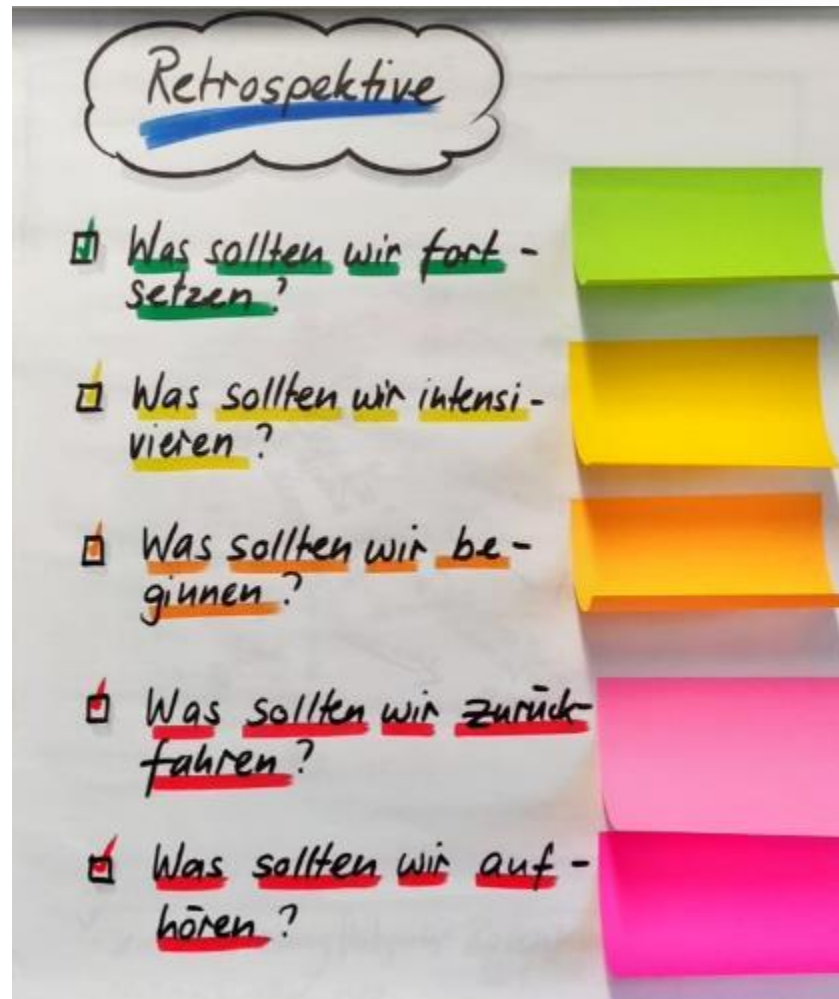 Retrospektive
Was sollten wir fort-
setzen?
Was sollten wir intensi-
vieren?
Was sollten wir be-
ginnen?
Was sollten wir zurück-
fahren?
Was sollten wir auf-
hören?